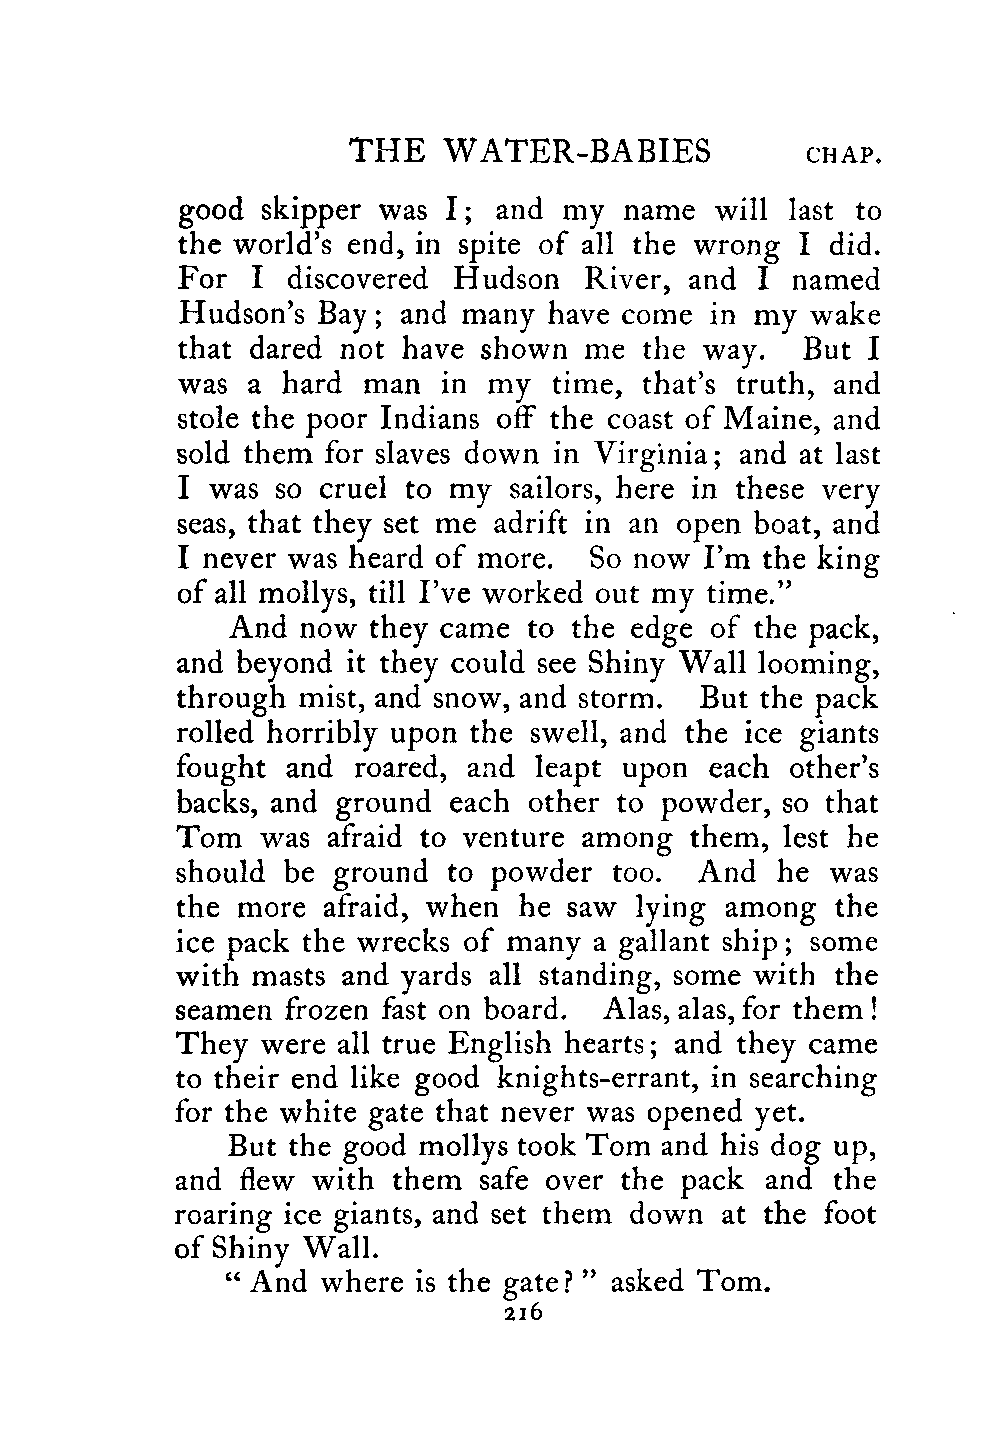 THE WATER-BABIES CHAP.
good skipper was I; and my name will last to
the world's end, in spite of all the wrong I did.
For I discovered Hudson River, and I named
Hudson's Bay; and many have come in my wake
that dared not have shown me the way. But I
was a hard man in my time, that's truth, and
stole the poor Indians off the coast of Maine, and
sold them for slaves down in Virginia; and at last
I was so cruel to my sailors, here in these very
seas, that they set me adrift in an open boat, and
I never was heard of more. So now I'm the king
of all mollys, till I've worked out my time."
And now they came to the edge of the pack,
and beyond it they could see Shiny Wall looming,
through mist, and snow, and storm. But the pack
rolled horribly upon the swell, and the ice giants
fought and roared, and leapt upon each other's
backs, and ground each other to powder, so that
Tom was afraid to venture among them, lest he
should be ground to powder too. And he was
the more afraid, when he saw lying among the
ice pack the wrecks of many a gallant ship; some
with masts and yards all standing, some with the
seamen frozen fast on board. Alas, alas, for them!
They were all true English hearts; and they came
to their end like good knights-errant, in searching
for the white gate that never was opened yet.
But the good mollys took Tom and his dog up,
and flew with them safe over the pack and the
roaring ice giants, and set them down at the foot
of Shiny Wall.
"And where is the gate?" asked Tom.
216